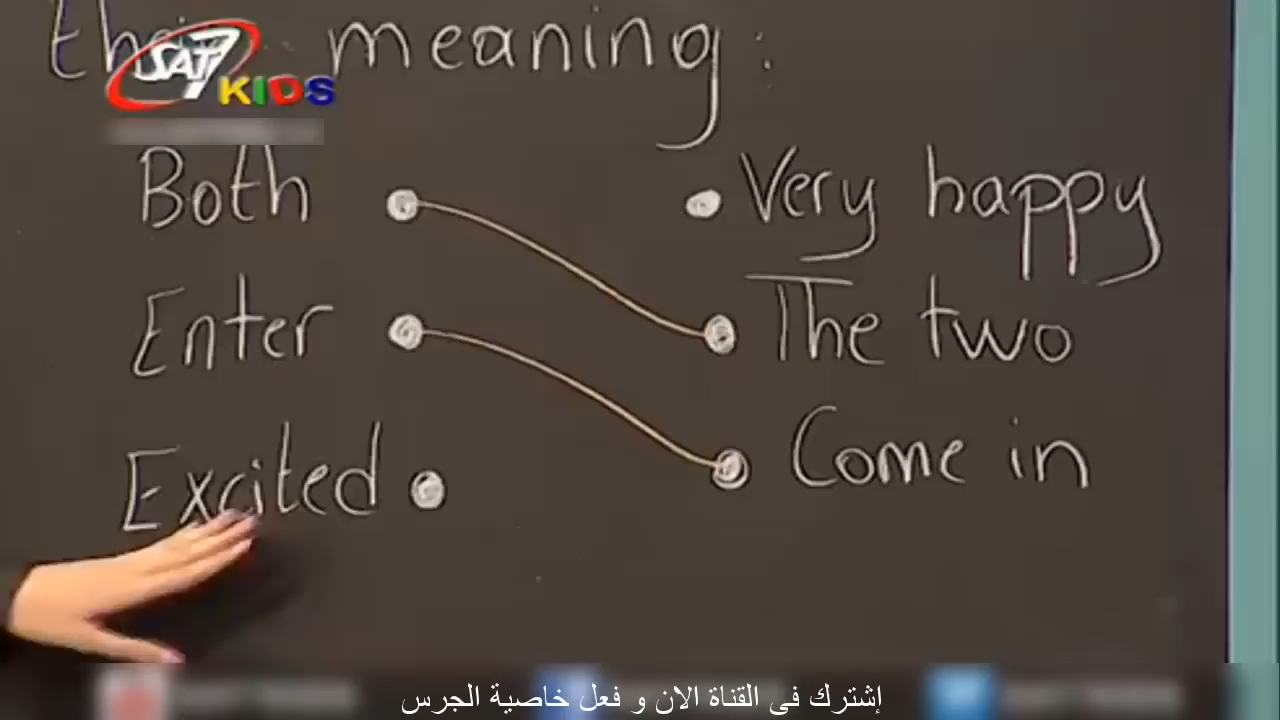 their meaning:
SAT7
KIDS
Both
Very happy
Enter
The two
Excited
Come in
إشترك فى القناة الان و فعل خاصية الجرس